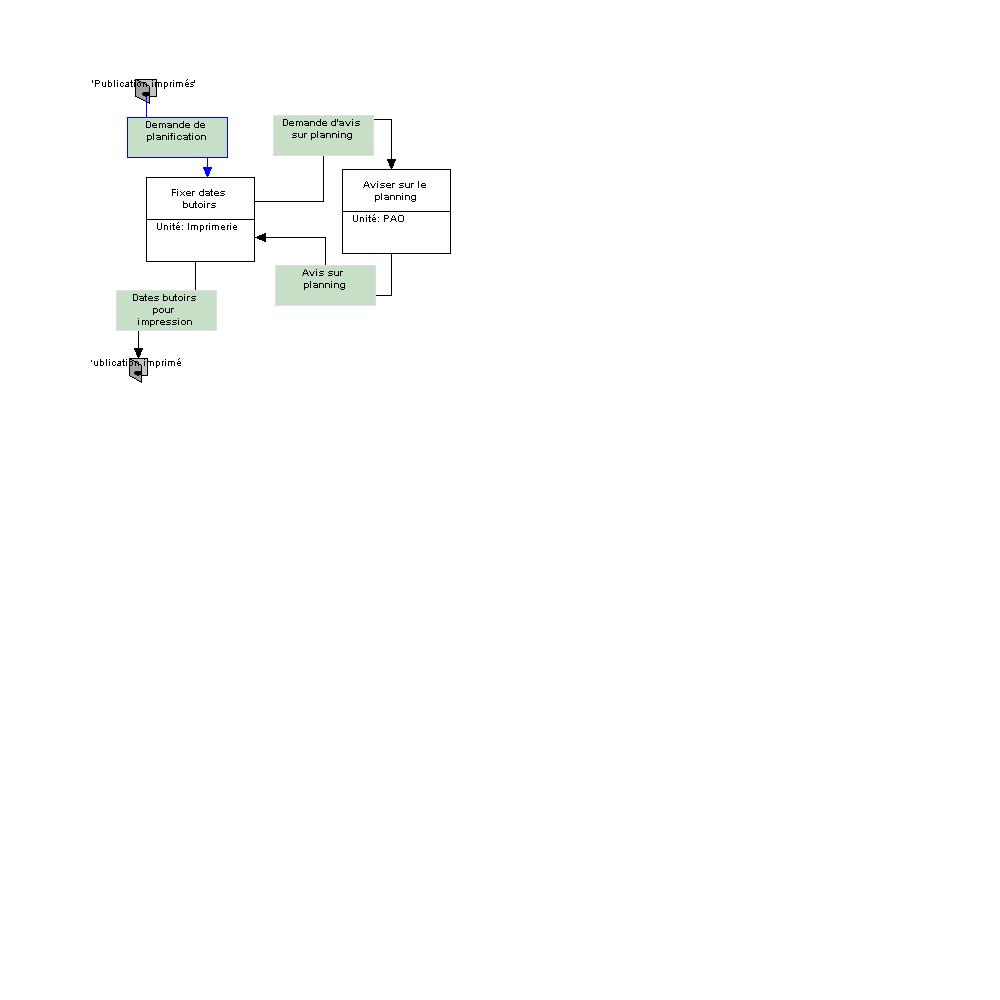 'Publication imprimés'
Demande de
planification
Demande d'avis
sur planning
Fixer dates
butoirs
Unité: Imprimerie
Aviser sur le
planning
Unité: PAO
Avis sur
planning
Dates butoirs
pour
impression
'ublication imprimé